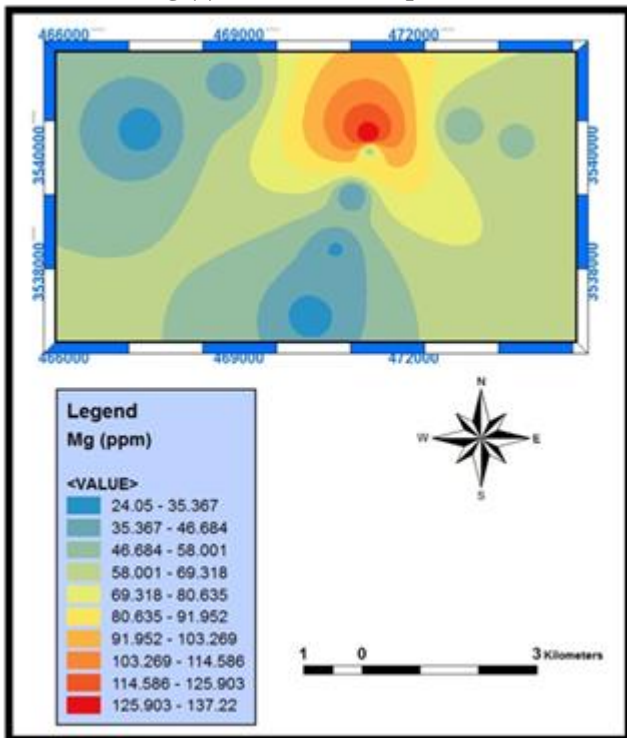 466000 469000 472000
3540000 3540000
3538000 3538000
466000 469000 472000
Legend
Mg (ppm)
<VALUE>
24.05 - 35.367
35.367 - 46.684
46.684 - 58.001
58.001 - 69.318
69.318 - 80.635
80.635 - 91.952
91.952 - 103.269
103.269 - 114.586
114.586 - 125.903
125.903 - 137.22
N
W E
S
1 0 3 Kilometers